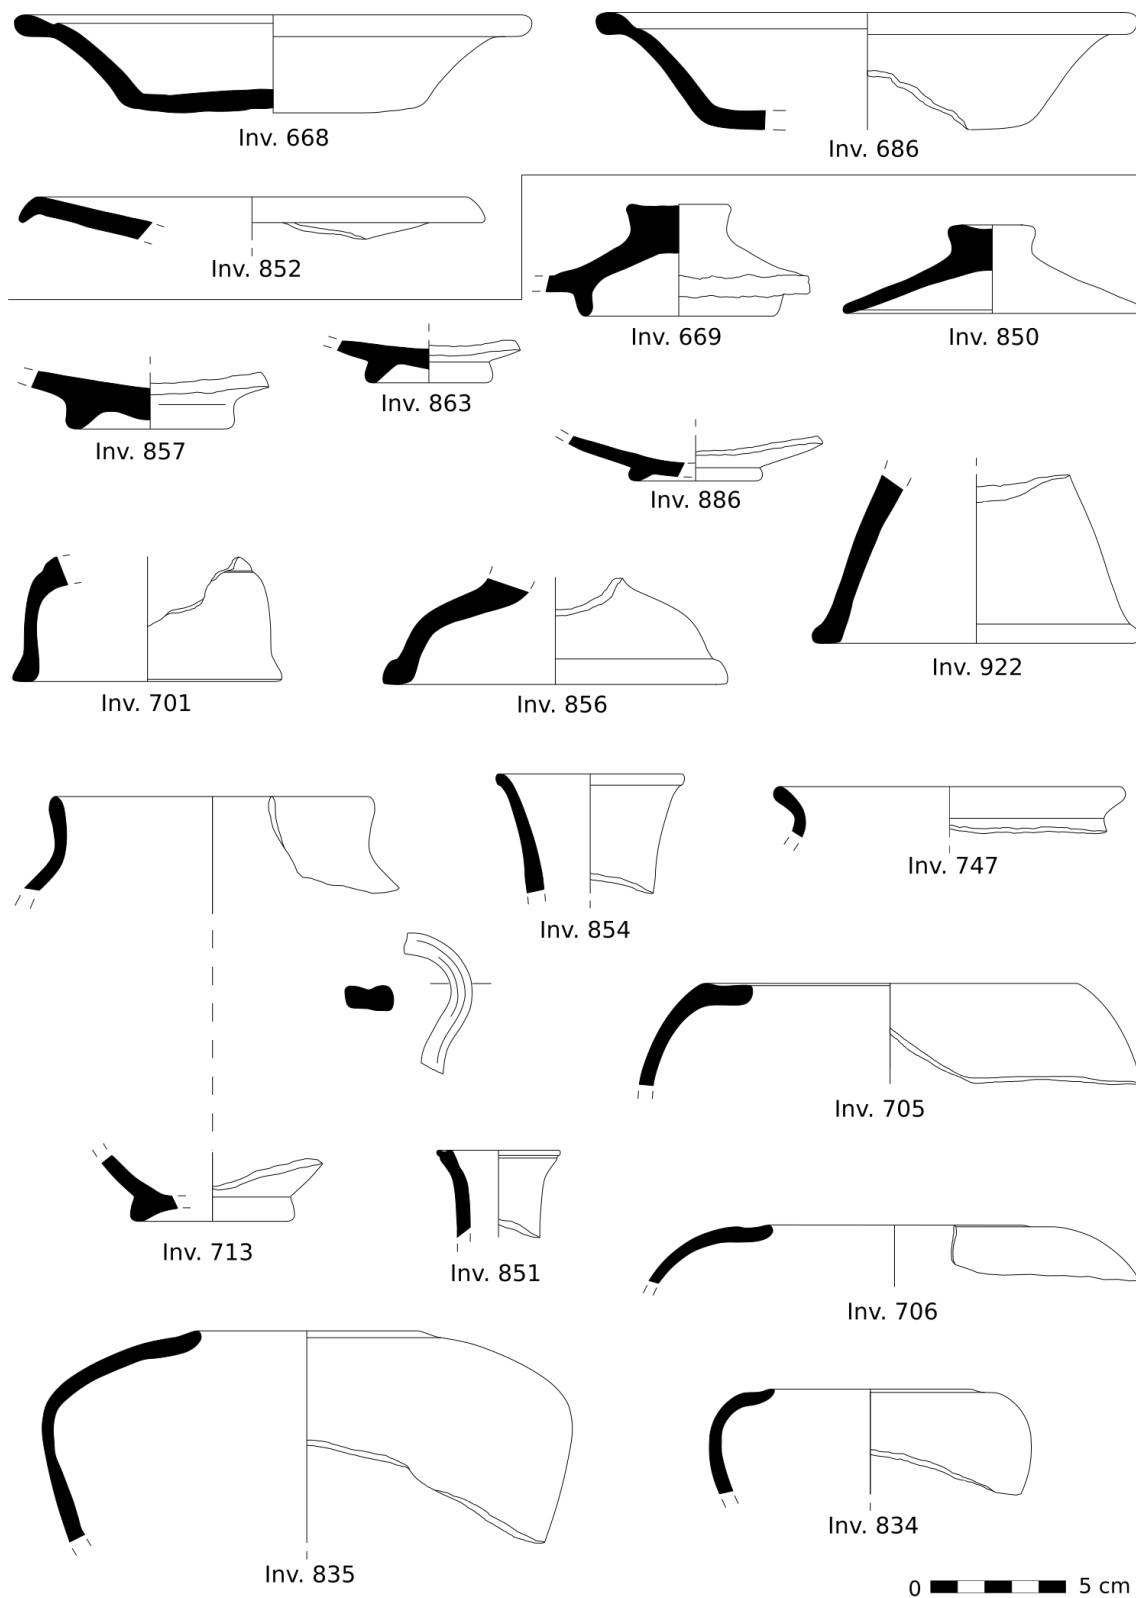 Inv. 668
Inv. 686
Inv. 852
Inv. 669
Inv. 850
Inv. 863
Inv. 857
Inv. 886
Inv. 922
Inv. 701
Inv. 856
Inv. 854
Inv. 747
Inv. 705
Inv. 713
Inv. 851
Inv. 706
Inv. 835
Inv. 834
0 5 cm